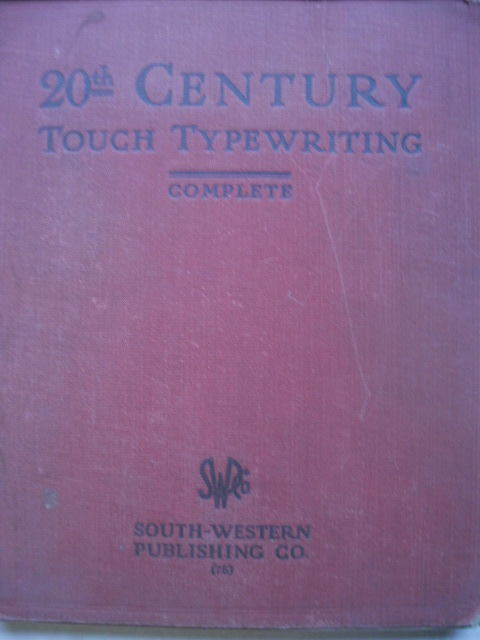 20th CENTURY
TOUCH TYPEWRITING
COMPLETE
SWPCo
SOUTH-WESTERN
PUBLISHING CO.